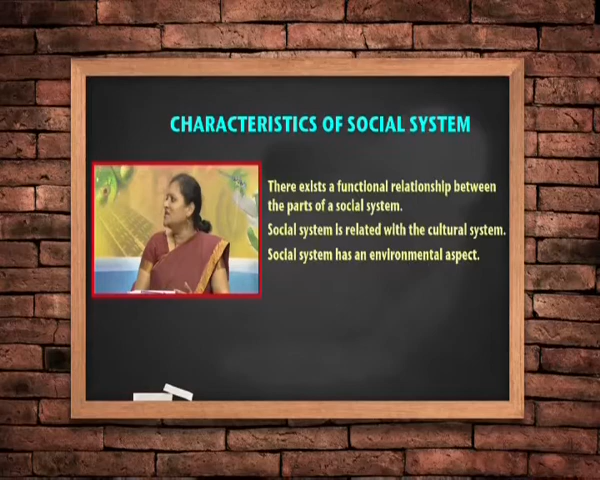 CHARACTERISTICS OF SOCIAL SYSTEM
There exists a functional relationship between
the parts of a social system.
Social system is related with the cultural system.
Social system has an environmental aspect.